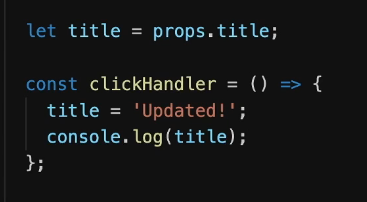 let title = props.title;
const clickHandler = () => {
title = 'Updated!';
console.log(title);
};